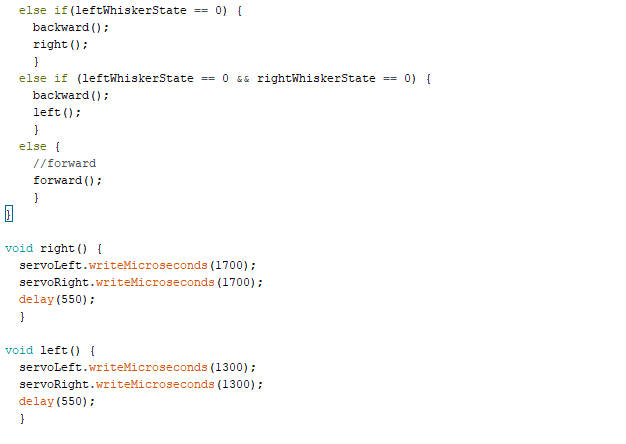 else if(leftWhiskerState == 0) {
backward();
right();
}
else if (leftWhiskerState == 0 && rightWhiskerState == 0) {
backward();
left();
}
else {
//forward
forward();
}
}
void right() {
servoLeft.writeMicroseconds(1700);
servoRight.writeMicroseconds(1700);
delay(550);
}
void left() {
servoLeft.writeMicroseconds(1300);
servoRight.writeMicroseconds(1300);
delay(550);
}